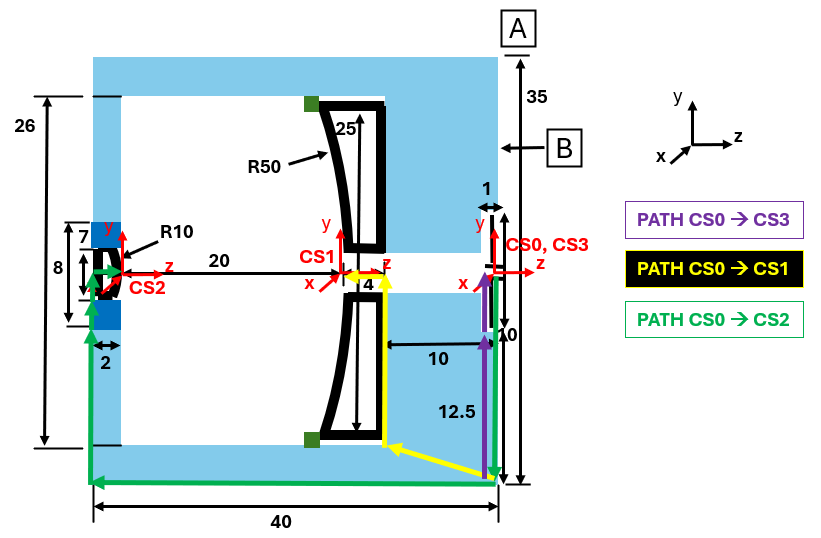 A
35
26
25
y
B
z
x
R50
1
PATH CS0 → CS3
7
y
R10
y
y
CS0, CS3
8
20
CS1
z
z
z
PATH CS0 → CS1
x
4
x
CS2
PATH CS0 → CS2
10
2
10
12.5
40